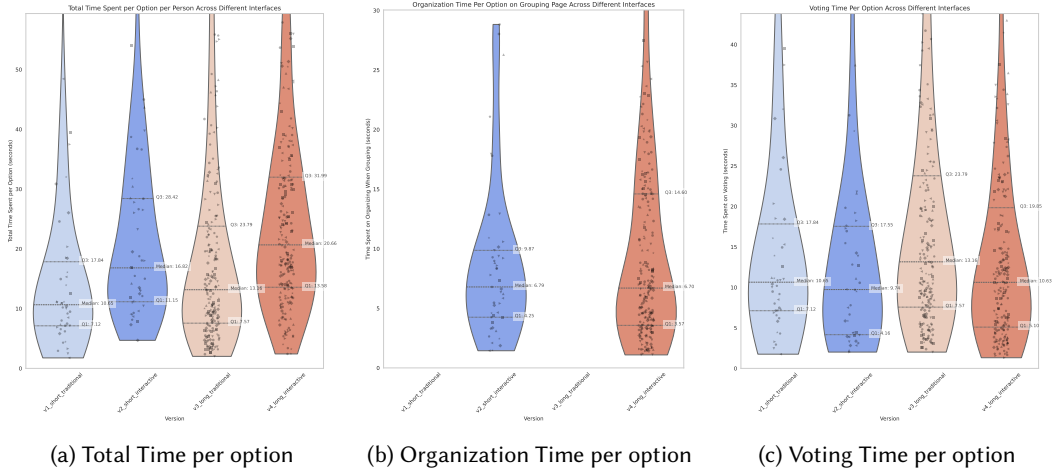 Total Time Spent per Option per Person Across Different Interfaces
Total Time Spent per Option (seconds)
50
40
30
20
10
0
Q3: 17.84
Median: 10.65
Q1: 7.12
Q3: 28.42
Median: 16.82
Q1: 11.15
Q3: 23.79
Median: 13.16
Q1: 7.57
Q3: 31.99
Median: 20.66
Q1: 13.58
v1_short_traditional
v2_short_interactive
v3_long_traditional
v4_long_interactive
Version
(a) Total Time per option
Organization Time Per Option on Grouping Page Across Different Interfaces
Time Spent on Organizing When Grouping (seconds)
30
25
20
15
10
5
0
Q3: 9.87
Median: 6.79
Q1: 4.25
Q3: 14.60
Median: 6.70
Q1: 3.57
v1_short_traditional
v2_short_interactive
v3_long_traditional
v4_long_interactive
Version
(b) Organization Time per option
Voting Time Per Option Across Different Interfaces
Time Spent on Voting (seconds)
40
35
30
25
20
15
10
5
0
Q3: 17.84
Median: 10.65
Q1: 7.12
Q3: 17.55
Median: 9.74
Q1: 4.16
Q3: 23.79
Median: 13.16
Q1: 7.57
Q3: 19.85
Median: 10.63
Q1: 5.10
v1_short_traditional
v2_short_interactive
v3_long_traditional
v4_long_interactive
Version
(c) Voting Time per option